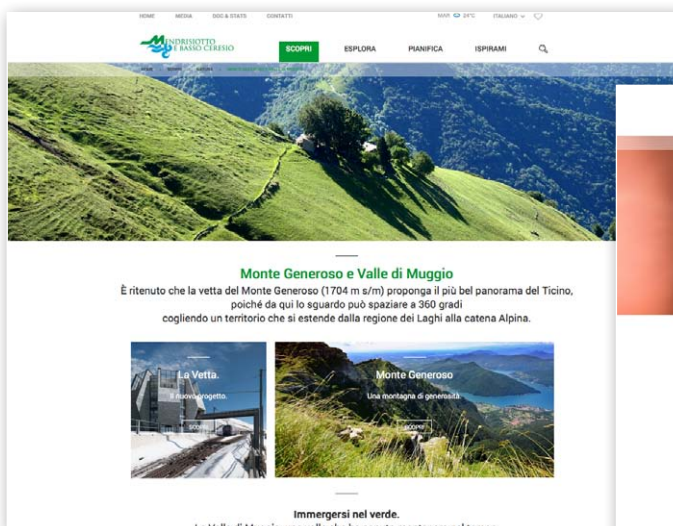 HOME MEDIA DOC & STATS CONTATTI MAR 24°C ITALIANO
MENDRISIOTTO
E BASSO CERESIO
SCOPRI ESPLORA PIANIFICA ISPIRAMI
Monte Generoso e Valle di Muggio
È ritenuto che la vetta del Monte Generoso (1704 m s/m) proponga il più bel panorama del Ticino,
poiché da qui lo sguardo può spaziare a 360 gradi
cogliendo un territorio che si estende dalla regione dei Laghi alla catena Alpina.
La Vetta.
Il nuovo progetto.
SCOPRI
Monte Generoso
Una montagna di generosità
SCOPRI
Immergersi nel verde.